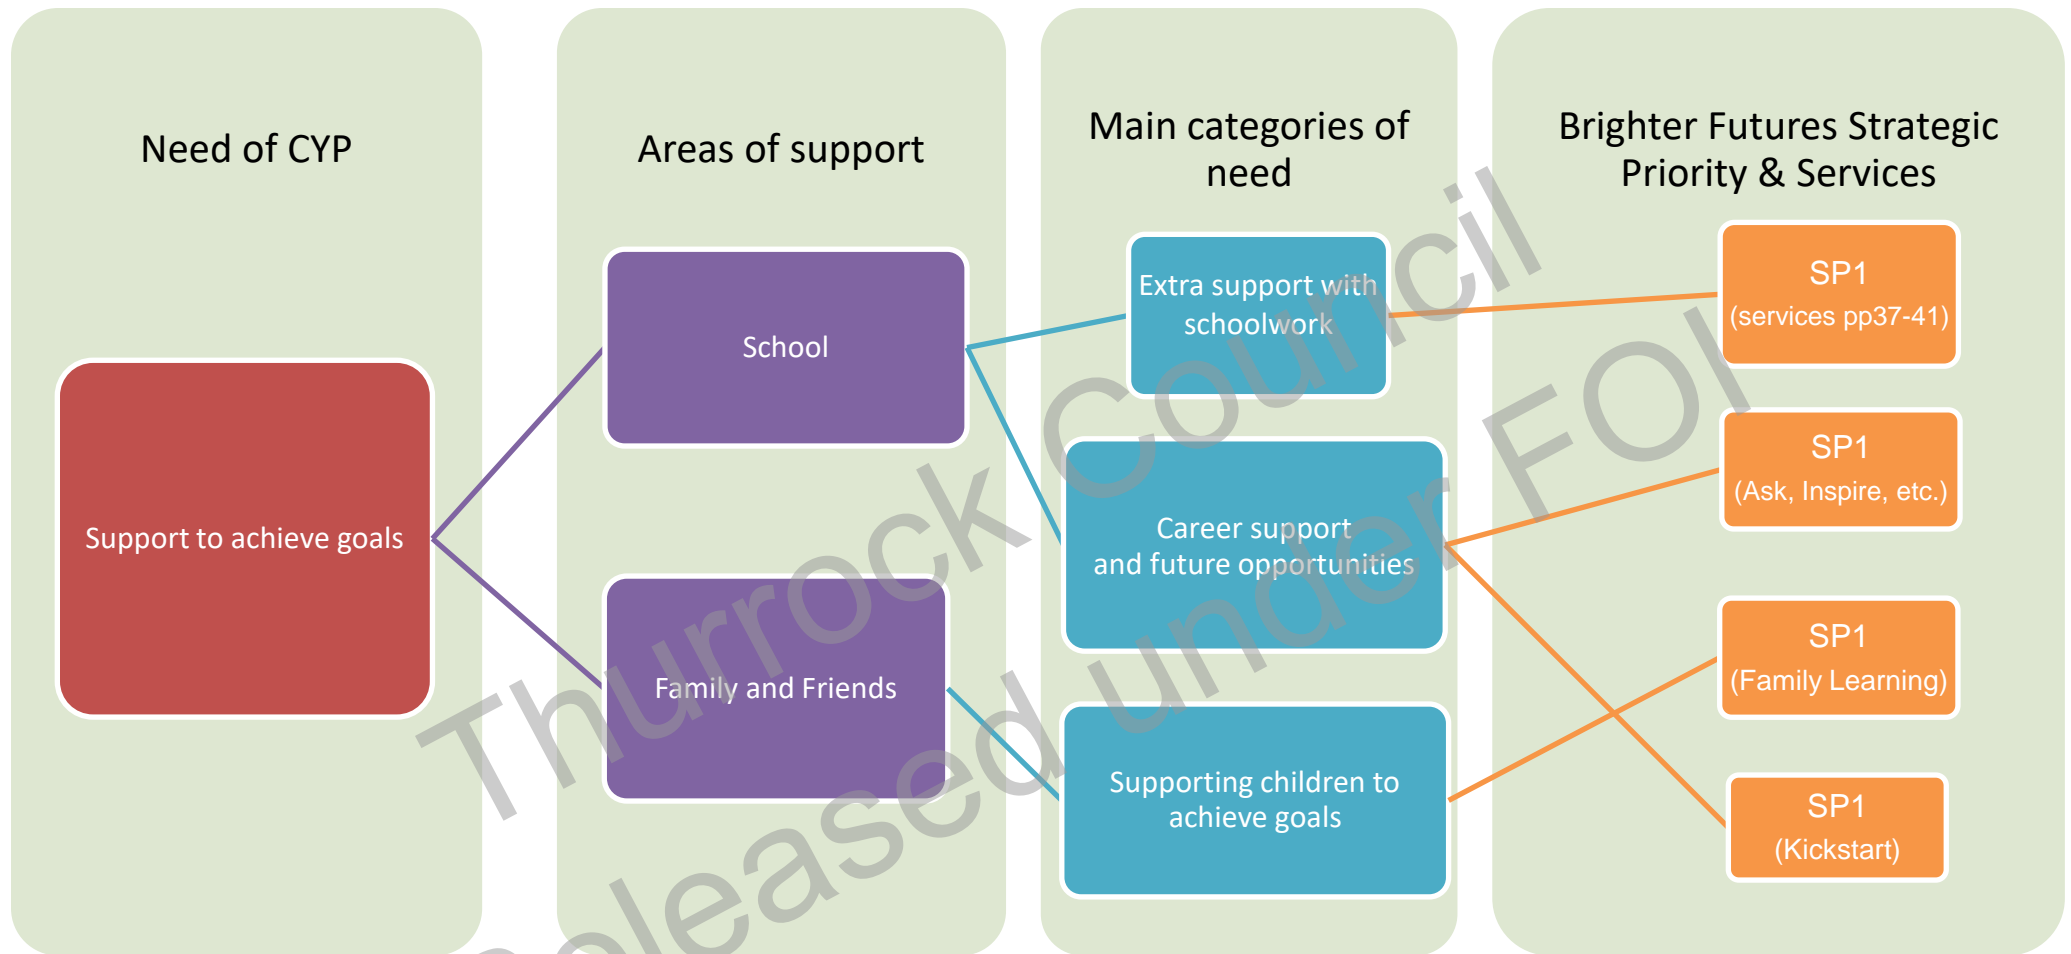 Need of CYP
Support to achieve goals
Areas of support
School
Family and Friends
Main categories of
need
Extra support with
schoolwork
Career support
and future opportunities
Supporting children to
achieve goals
Brighter Futures Strategic
Priority & Services
SP1
(services pp37-41)
SP1
(Ask, Inspire, etc.)
SP1
(Family Learning)
SP1
(Kickstart)
Thurrock Council
Released under FOI